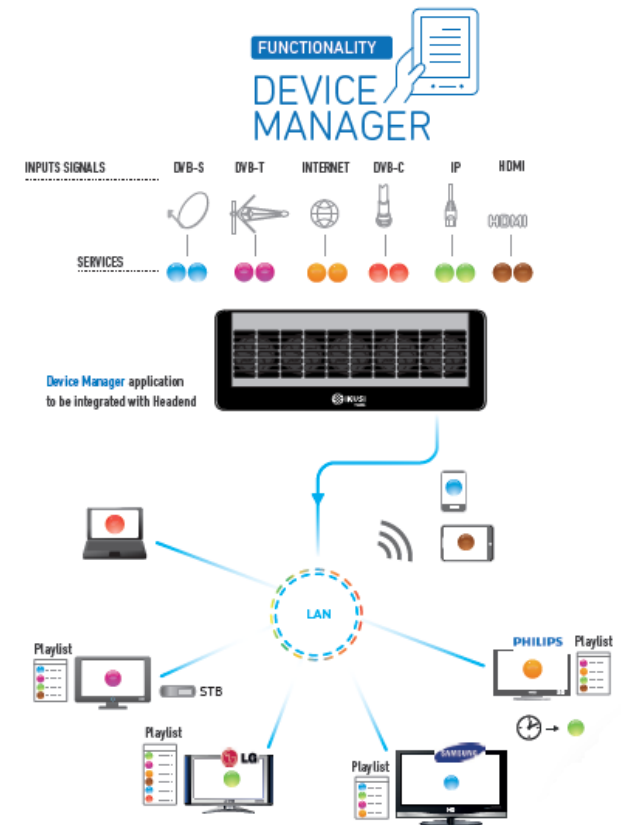 FUNCTIONALITY
DEVICE
MANAGER
INPUTS SIGNALS
DVB-S
DVB-T
INTERNET
DVB-C
IP
HDMI
HDMI
SERVICES
Device Manager application
to be integrated with Headend
IKUSI
LAN
Playlist
STB
PHILIPS
Playlist
Playlist
LG
Playlist
SAMSUNG